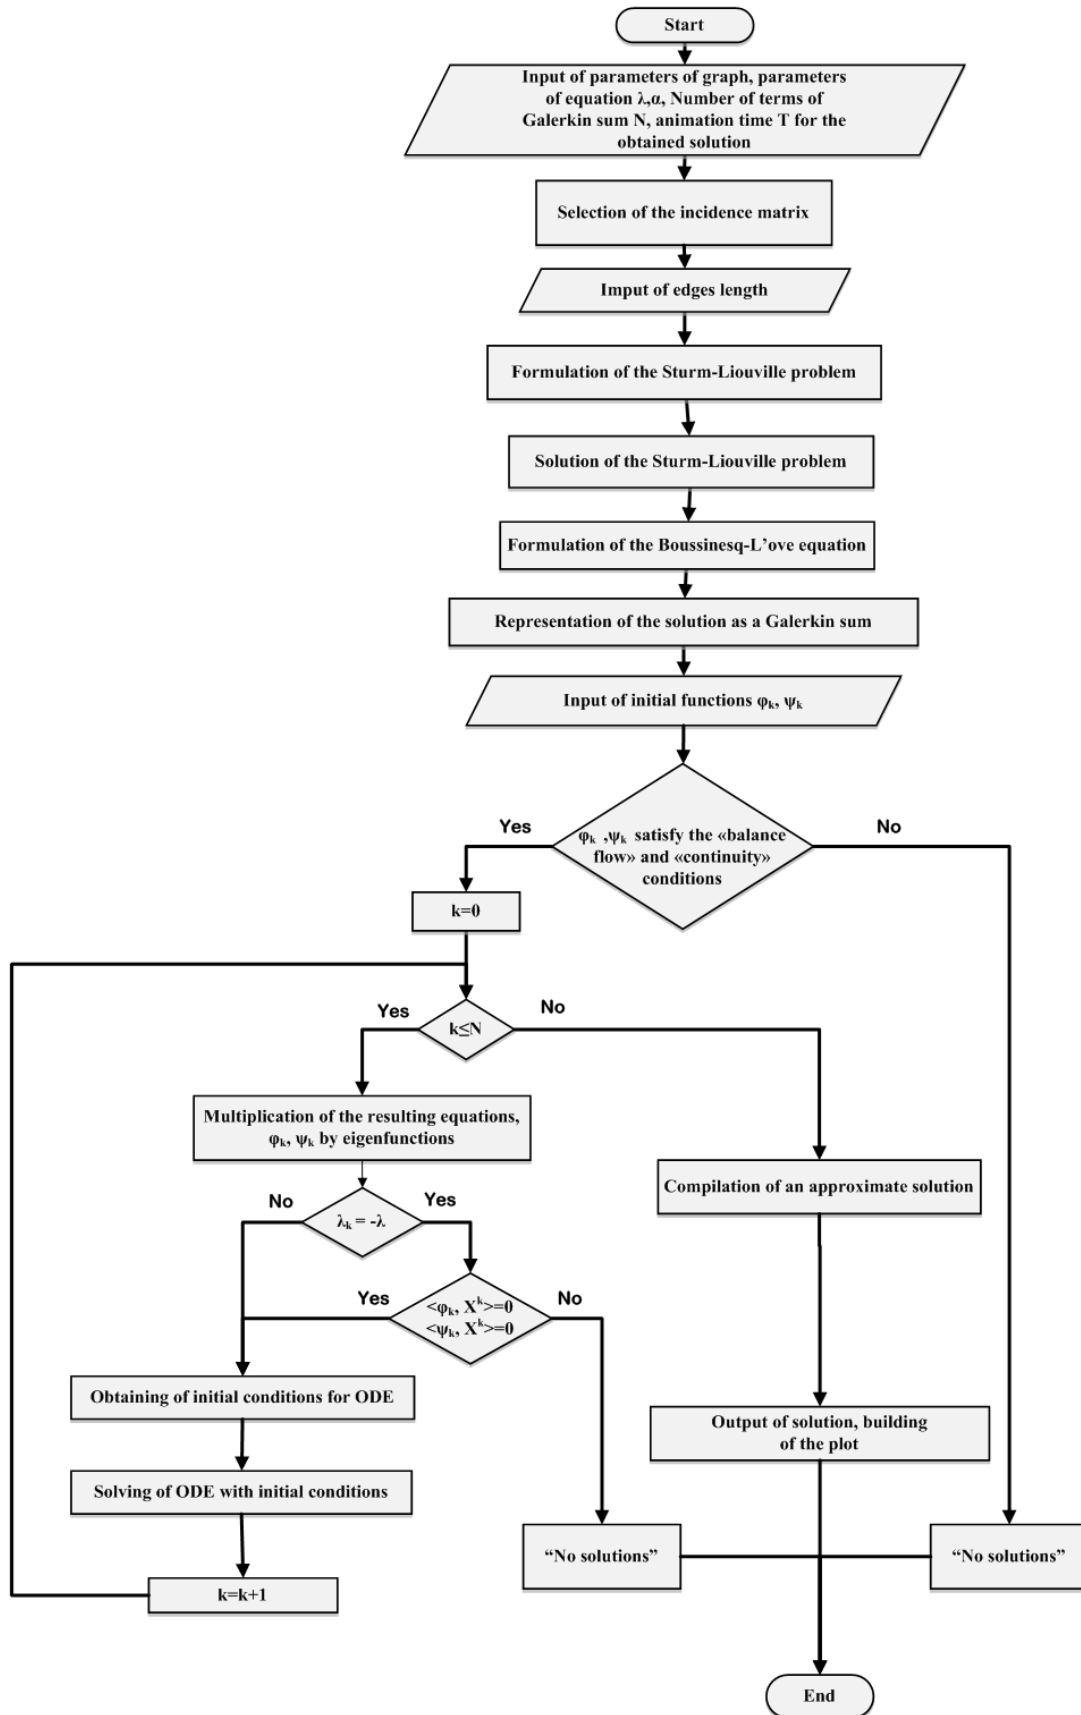 Start
Input of parameters of graph, parameters
of equation λ,α, Number of terms of
Galerkin sum N, animation time T for the
obtained solution
Selection of the incidence matrix
Imput of edges length
Formulation of the Sturm-Liouville problem
Solution of the Sturm-Liouville problem
Formulation of the Boussinesq-L'ove equation
Representation of the solution as a Galerkin sum
Input of initial functions φₖ, ψₖ
Yes
No
φₖ ,ψₖ satisfy the «balance
flow» and «continuity»
conditions
k=0
Yes
No
k≤N
Multiplication of the resulting equations,
φₖ, ψₖ by eigenfunctions
No
Yes
λₖ = -λ
Compilation of an approximate solution
Yes
No
<φₖ, Xᵏ>=0
<ψₖ, Xᵏ>=0
Obtaining of initial conditions for ODE
Output of solution, building
of the plot
Solving of ODE with initial conditions
“No solutions”
“No solutions”
k=k+1
End